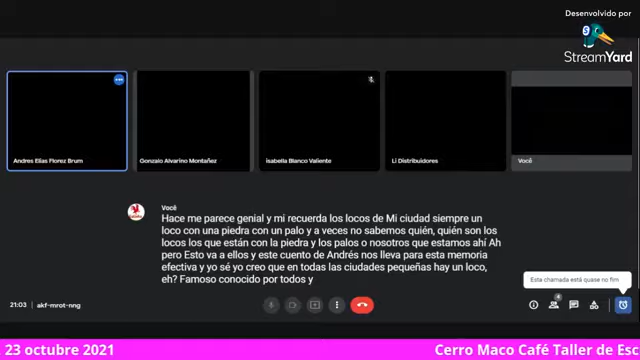 Desenvolvido por
StreamYard
Andres Elias Florez Brum
Gonzalo Alvarino Montañez
isabella Blanco Valiente
Li Distribuidores
Você
Você
Hace me parece genial y mi recuerda los locos de Mi ciudad siempre un
loco con una piedra con un palo y a veces no sabemos quién, quién son los
locos los que están con la piedra y los palos o nosotros que estamos ahí Ah
pero Esto va a ellos y este cuento de Andrés nos lleva para esta memoria
efectiva y yo sé yo creo que en todas las ciudades pequeñas hay un loco,
eh? Famoso conocido por todos y
Esta chamada está quase no fim
21:03
akf-mrot-nng
4
23 octubre 2021
Cerro Maco Café Taller de Esc